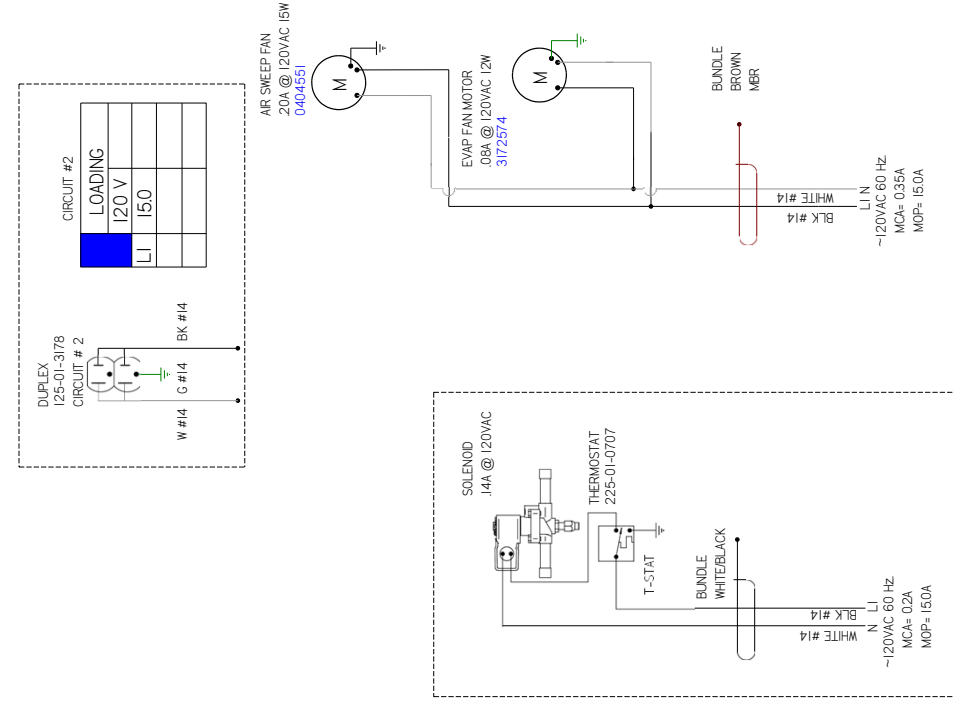 CIRCUIT #2
LOADING
120 V
L1
15.0
DUPLEX
125-01-3178
CIRCUIT # 2
W #14
G #14
BK #14
AIR SWEEP FAN
.20A @ 120VAC 15W
0404551
M
EVAP FAN MOTOR
.08A @ 120VAC 12W
3172574
M
BUNDLE
BROWN
MBR
WHITE #14
BLK #14
L1 N
~120VAC 60 Hz.
MCA= 0.35A
MOP= 15.0A
SOLENOID
.14A @ 120VAC
THERMOSTAT
225-01-0707
T-STAT
BUNDLE
WHITE/BLACK
WHITE #14
BLK #14
N L1
~120VAC 60 Hz.
MCA= 0.2A
MOP= 15.0A